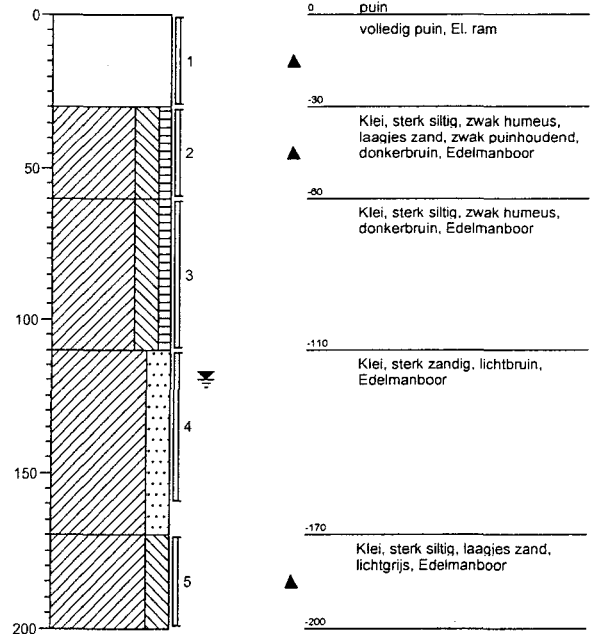 0
50
100
150
200
1
2
3
4
5
0
puin
volledig puin, El. ram
-30
Klei, sterk siltig, zwak humeus,
laagjes zand, zwak puinhoudend,
donkerbruin, Edelmanboor
-60
Klei, sterk siltig, zwak humeus,
donkerbruin, Edelmanboor
-110
Klei, sterk zandig, lichtbruin,
Edelmanboor
-170
Klei, sterk siltig, laagjes zand,
lichtgrijs, Edelmanboor
-200